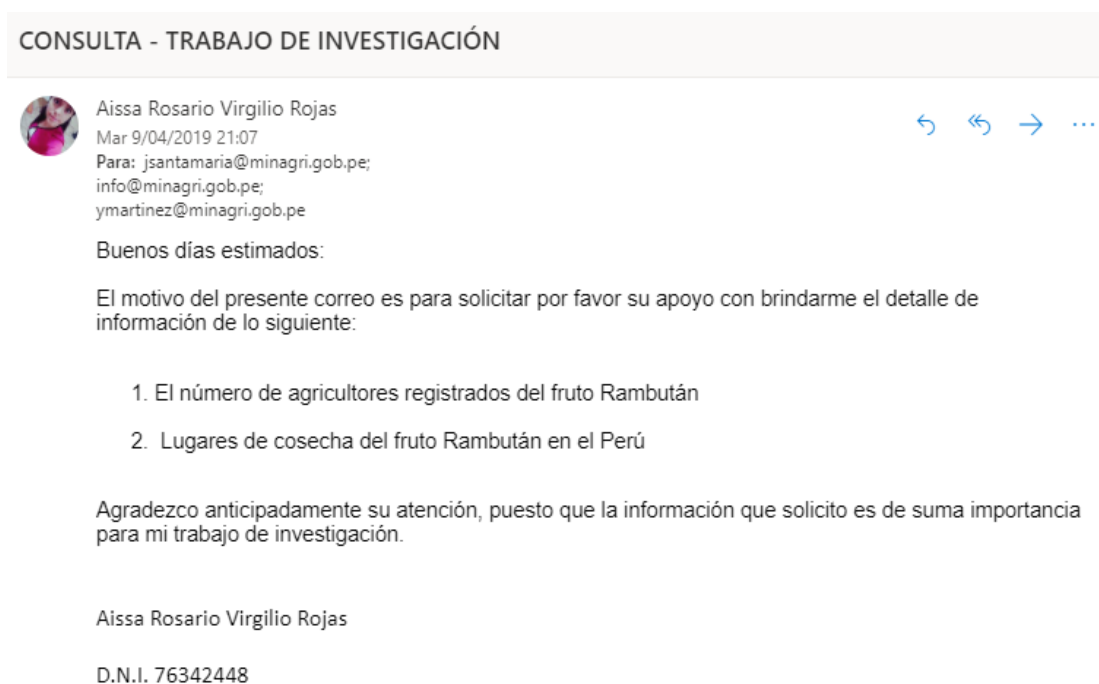 CONSULTA - TRABAJO DE INVESTIGACIÓN
Aissa Rosario Virgilio Rojas
Mar 9/04/2019 21:07
Para: jsantamaria@minagri.gob.pe;
info@minagri.gob.pe;
ymartinez@minagri.gob.pe
Buenos días estimados:
El motivo del presente correo es para solicitar por favor su apoyo con brindarme el detalle de
información de lo siguiente:
1. El número de agricultores registrados del fruto Rambután
2. Lugares de cosecha del fruto Rambután en el Perú
Agradezco anticipadamente su atención, puesto que la información que solicito es de suma importancia
para mi trabajo de investigación.
Aissa Rosario Virgilio Rojas
D.N.I. 76342448